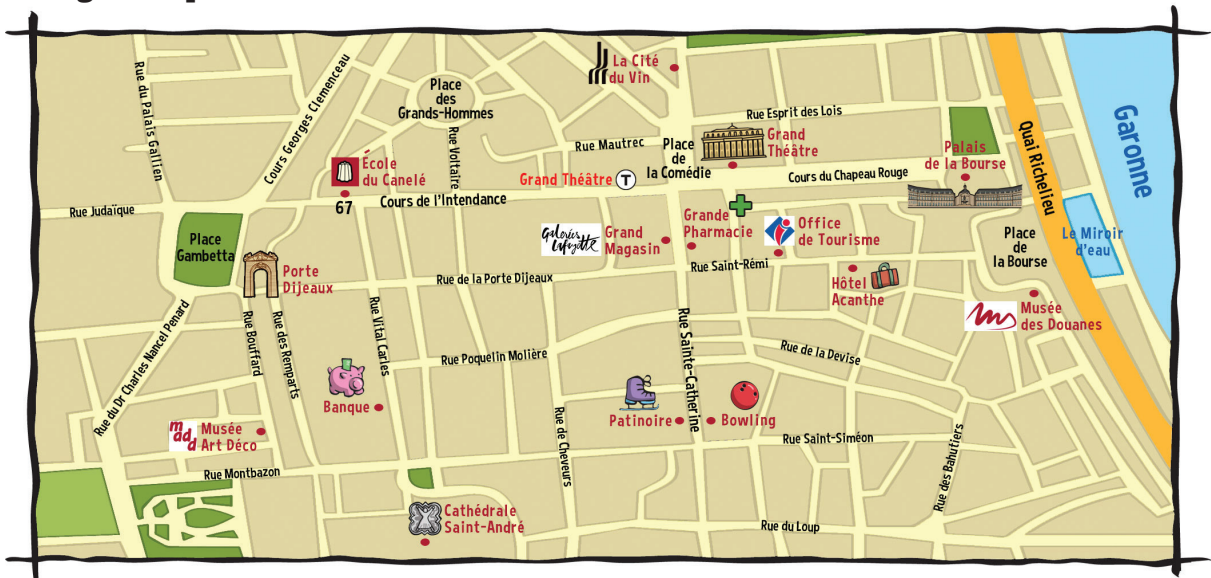 La Cité
du Vin
Rue du Palais Gallien
Cours Georges Clemenceau
Place
des
Grands-Hommes
Rue Voltaire
Rue Esprit des Lois
Rue Mautrec
Place
de
la Comédie
Grand
Théâtre
Palais
de la Bourse
Quai Richelieu
Garonne
École
du Canelé
67
Grand Théâtre
T
Cours du Chapeau Rouge
Cours de l'Intendance
Rue Judaïque
Place
Gambetta
Porte
Dijeaux
Galeries
Lafayette
Grand
Magasin
Grande
Pharmacie
Office
de Tourisme
Place
de
la Bourse
Le Miroir
d'eau
Rue de la Porte Dijeaux
Rue Saint-Rémi
Hôtel
Acanthe
Musée
des Douanes
Rue du Dr Charles Nancel Penard
Rue Bouffard
Rue des Remparts
Rue Vital Carles
Rue Poquelin Molière
Rue Sainte-Catherine
Rue de la Devise
Banque
Patinoire
Bowling
madd
Musée
Art Déco
Rue de Cheveurs
Rue Saint-Siméon
Rue des Bahutiers
Rue Montbazon
Cathédrale
Saint-André
Rue du Loup